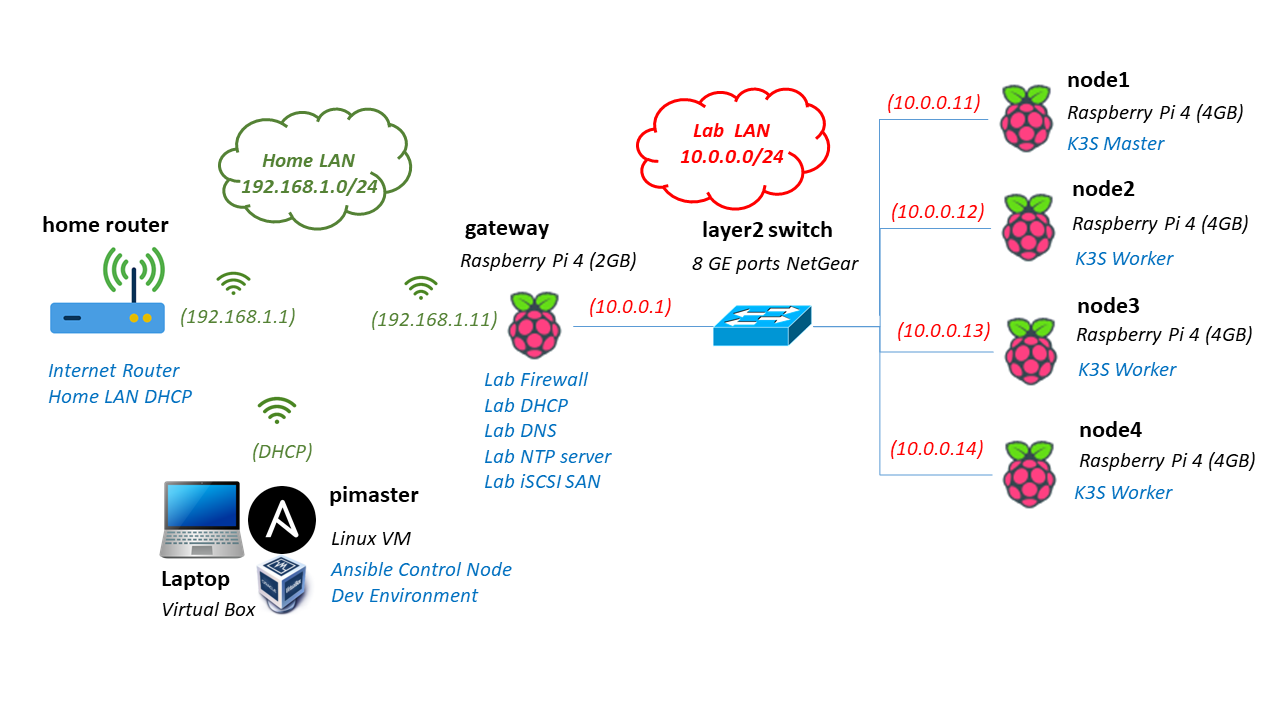 Home LAN
192.168.1.0/24
Lab LAN
10.0.0.0/24
home router
(192.168.1.1)
Internet Router
Home LAN DHCP
(DHCP)
Laptop
Virtual Box
pimaster
Linux VM
Ansible Control Node
Dev Environment
gateway
Raspberry Pi 4 (2GB)
(192.168.1.11)
(10.0.0.1)
Lab Firewall
Lab DHCP
Lab DNS
Lab NTP server
Lab iSCSI SAN
layer2 switch
8 GE ports NetGear
(10.0.0.11)
node1
Raspberry Pi 4 (4GB)
K3S Master
(10.0.0.12)
node2
Raspberry Pi 4 (4GB)
K3S Worker
(10.0.0.13)
node3
Raspberry Pi 4 (4GB)
K3S Worker
(10.0.0.14)
node4
Raspberry Pi 4 (4GB)
K3S Worker